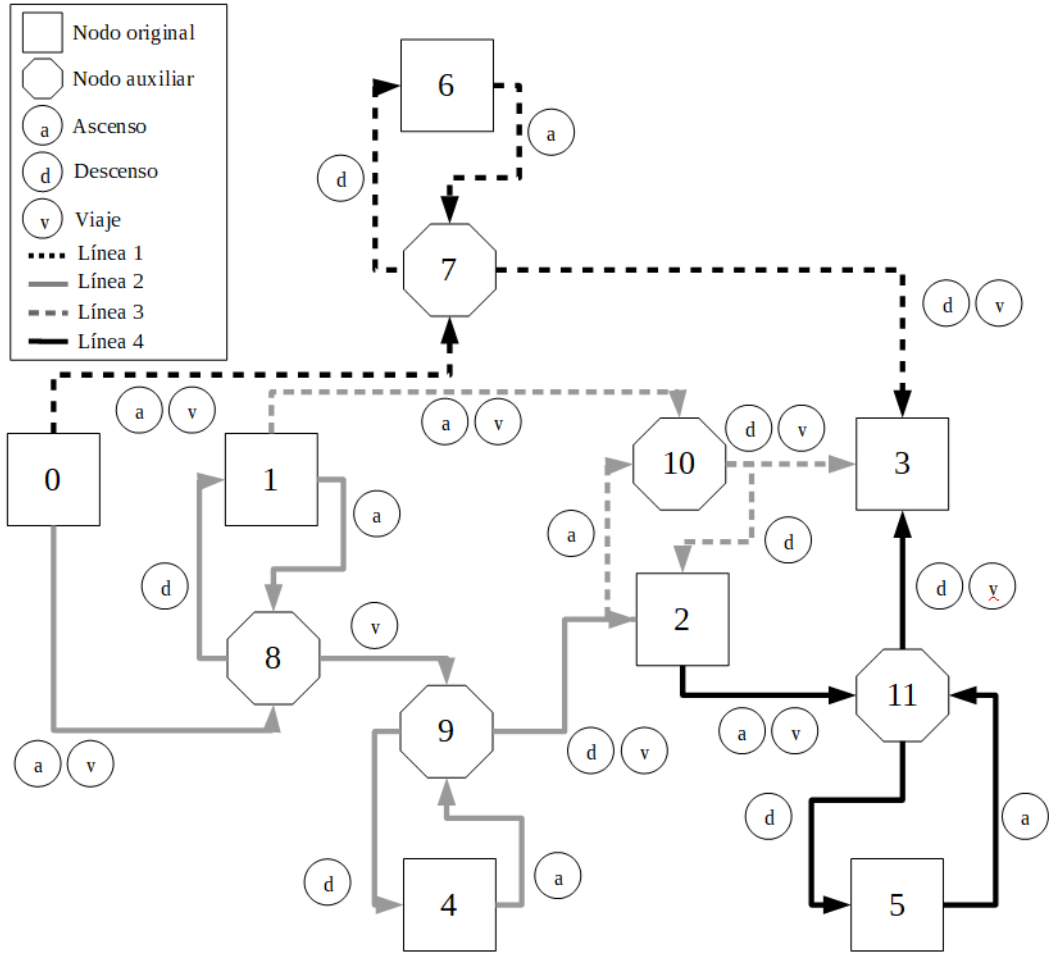 Nodo original
Nodo auxiliar
a Ascenso
d Descenso
v Viaje
Línea 1
Línea 2
Línea 3
Línea 4
6
a
d
7
d v
a v
a v
d v
0
1
10
3
a
a
d
d
2
d v
8
v
11
9
a v
a v
d v
d
a
d
a
4
5